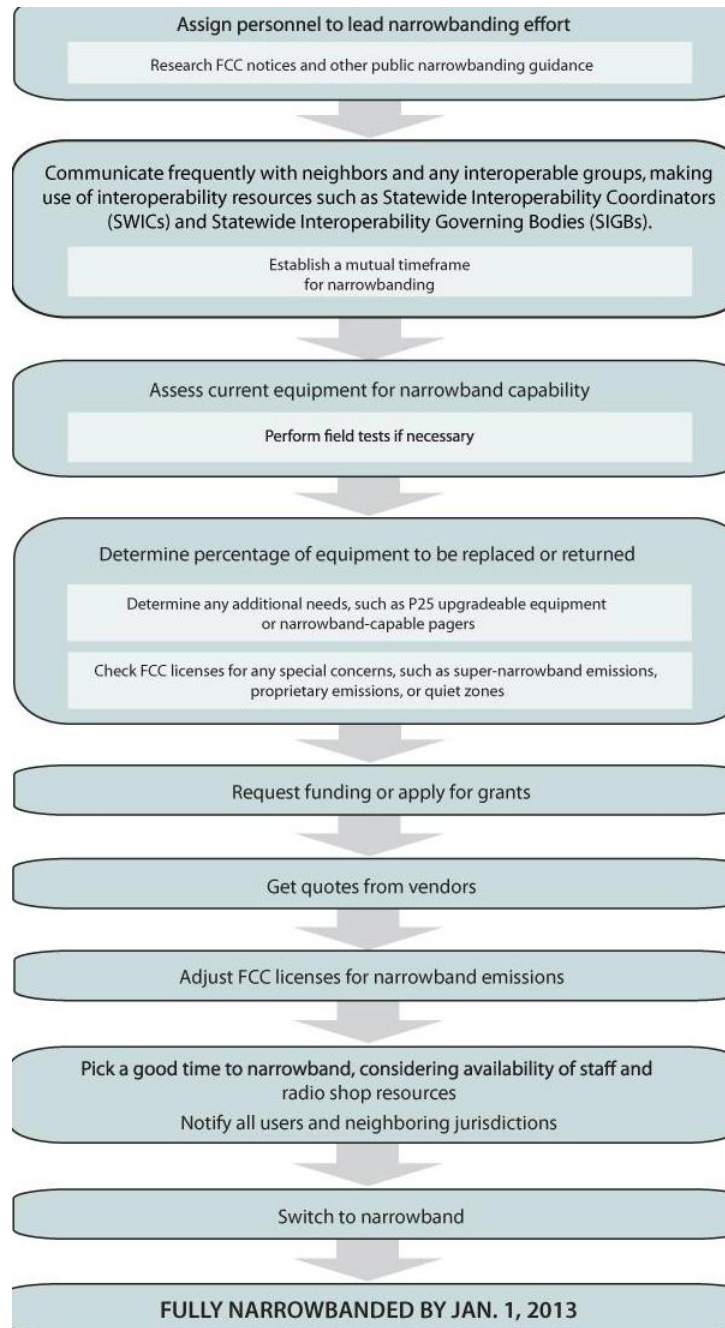 Assign personnel to lead narrowbanding effort
Research FCC notices and other public narrowbanding guidance
Communicate frequently with neighbors and any interoperable groups, making
use of interoperability resources such as Statewide Interoperability Coordinators
(SWICs) and Statewide Interoperability Governing Bodies (SIGBs).
Establish a mutual timeframe
for narrowbanding
Assess current equipment for narrowband capability
Perform field tests if necessary
Determine percentage of equipment to be replaced or returned
Determine any additional needs, such as P25 upgradeable equipment
or narrowband-capable pagers
Check FCC licenses for any special concerns, such as super-narrowband emissions,
proprietary emissions, or quiet zones
Request funding or apply for grants
Get quotes from vendors
Adjust FCC licenses for narrowband emissions
Pick a good time to narrowband, considering availability of staff and
radio shop resources
Notify all users and neighboring jurisdictions
Switch to narrowband
FULLY NARROWBANDED BY JAN. 1, 2013